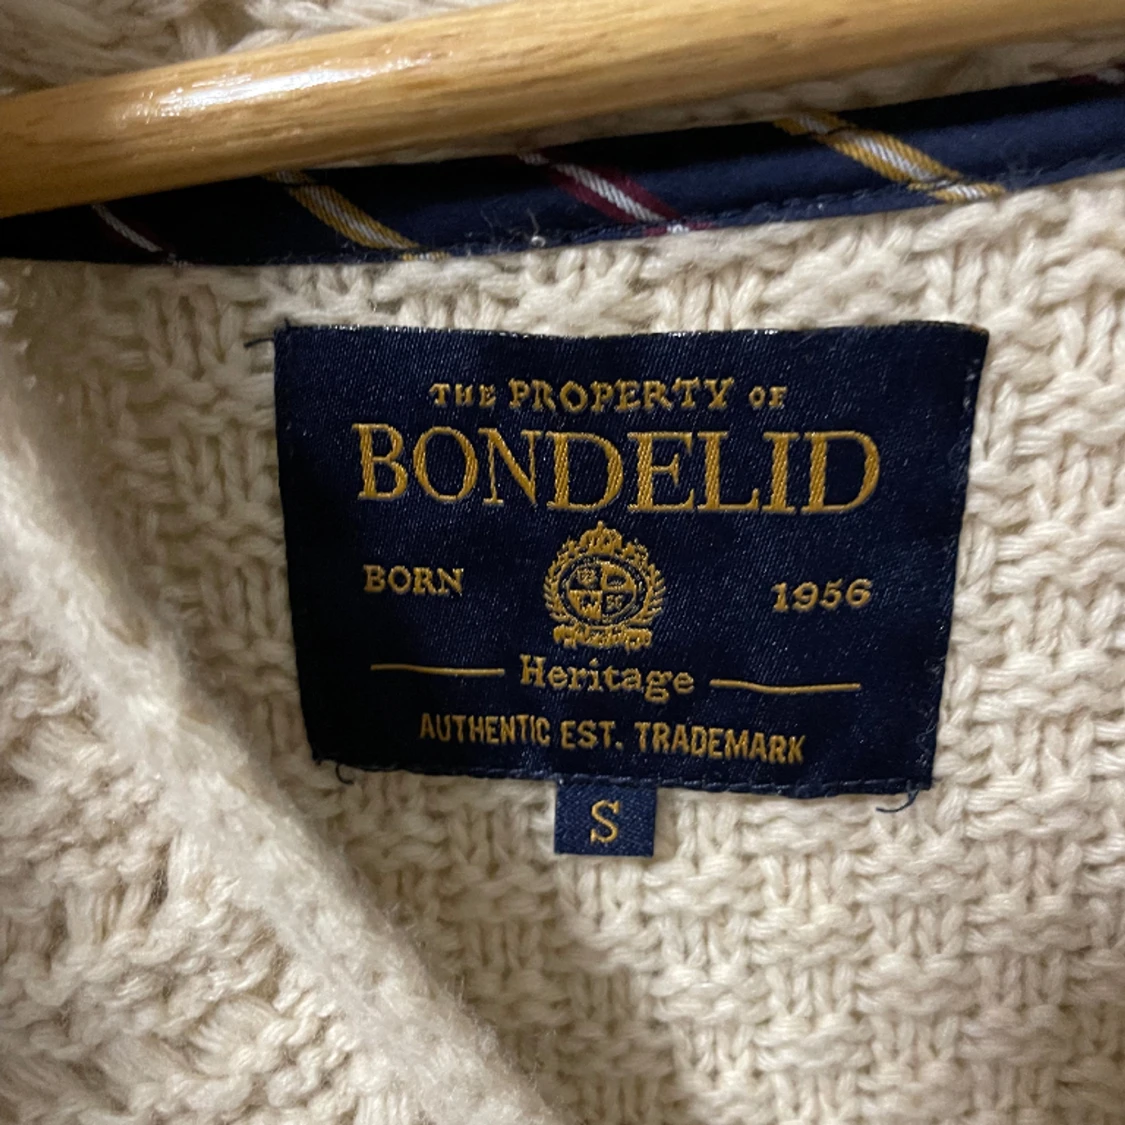 THE PROPERTY OF
BONDELID
BORN 1956
Heritage
AUTHENTIC EST. TRADEMARK
S